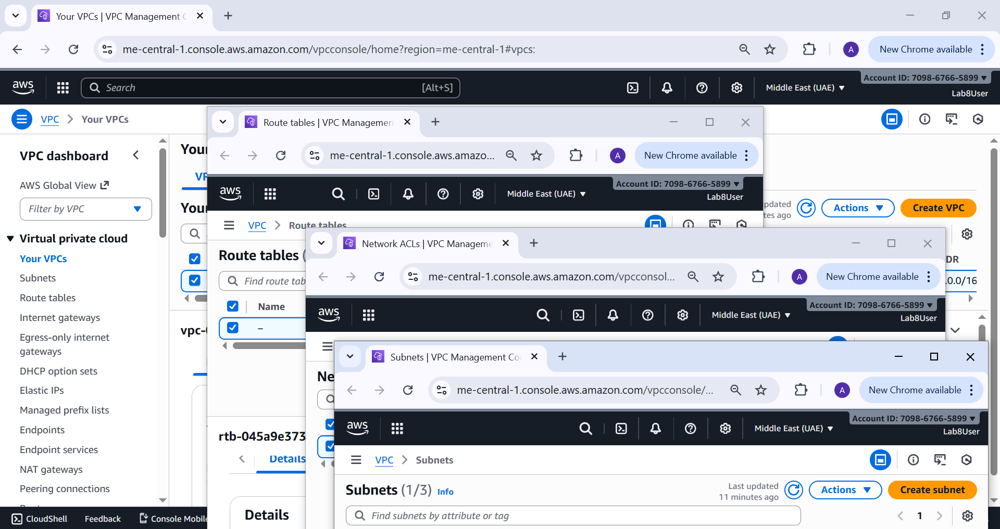 Your VPCs | VPC Management C
me-central-1.console.aws.amazon.com/vpcconsole/home?region=me-central-1#vpcs:
New Chrome available
A
aws
Search
[Alt+S]
Middle East (UAE)
Account ID: 7098-6766-5899
Lab8User
VPC
Your VPCs
VPC dashboard
AWS Global View
Filter by VPC
Virtual private cloud
Your VPCs
Subnets
Route tables
Internet gateways
Egress-only internet
gateways
DHCP option sets
Elastic IPs
Managed prefix lists
Endpoints
Endpoint services
NAT gateways
Peering connections
CloudShell
Feedback
Console Mobile
Your
VP
Your
vpc-
pdated
tes ago
Actions
Create VPC
DR
.0.0/16
Route tables | VPC Managemen
me-central-1.console.aws.amazo...
A
New Chrome available
aws
Middle East (UAE)
Account ID: 7098-6766-5899
Lab8User
VPC
Route tables
Route tables (
Find route tab
Name
–
rtb-045a9e373
Details
Details
Network ACLs | VPC Manageme
me-central-1.console.aws.amazon.com/vpcconsol...
A
New Chrome available
aws
Middle East (UAE)
Account ID: 7098-6766-5899
Lab8User
Ne
Subnets | VPC Management Co
me-central-1.console.aws.amazon.com/vpcconsole/...
A
New Chrome available
aws
Middle East (UAE)
Account ID: 7098-6766-5899
Lab8User
VPC
Subnets
Subnets (1/3) Info
Last updated
11 minutes ago
Actions
Create subnet
Find subnets by attribute or tag
1